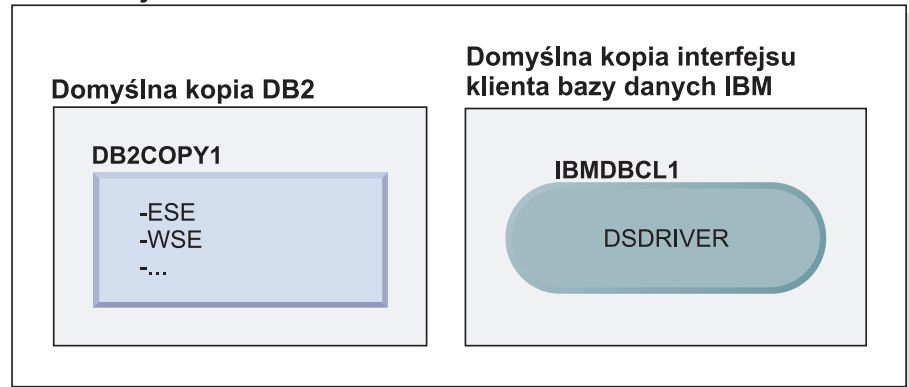 Domyślna kopia DB2
DB2COPY1
-ESE
-WSE
-...
Domyślna kopia interfejsu
klienta bazy danych IBM
IBMDBCL1
DSDRIVER